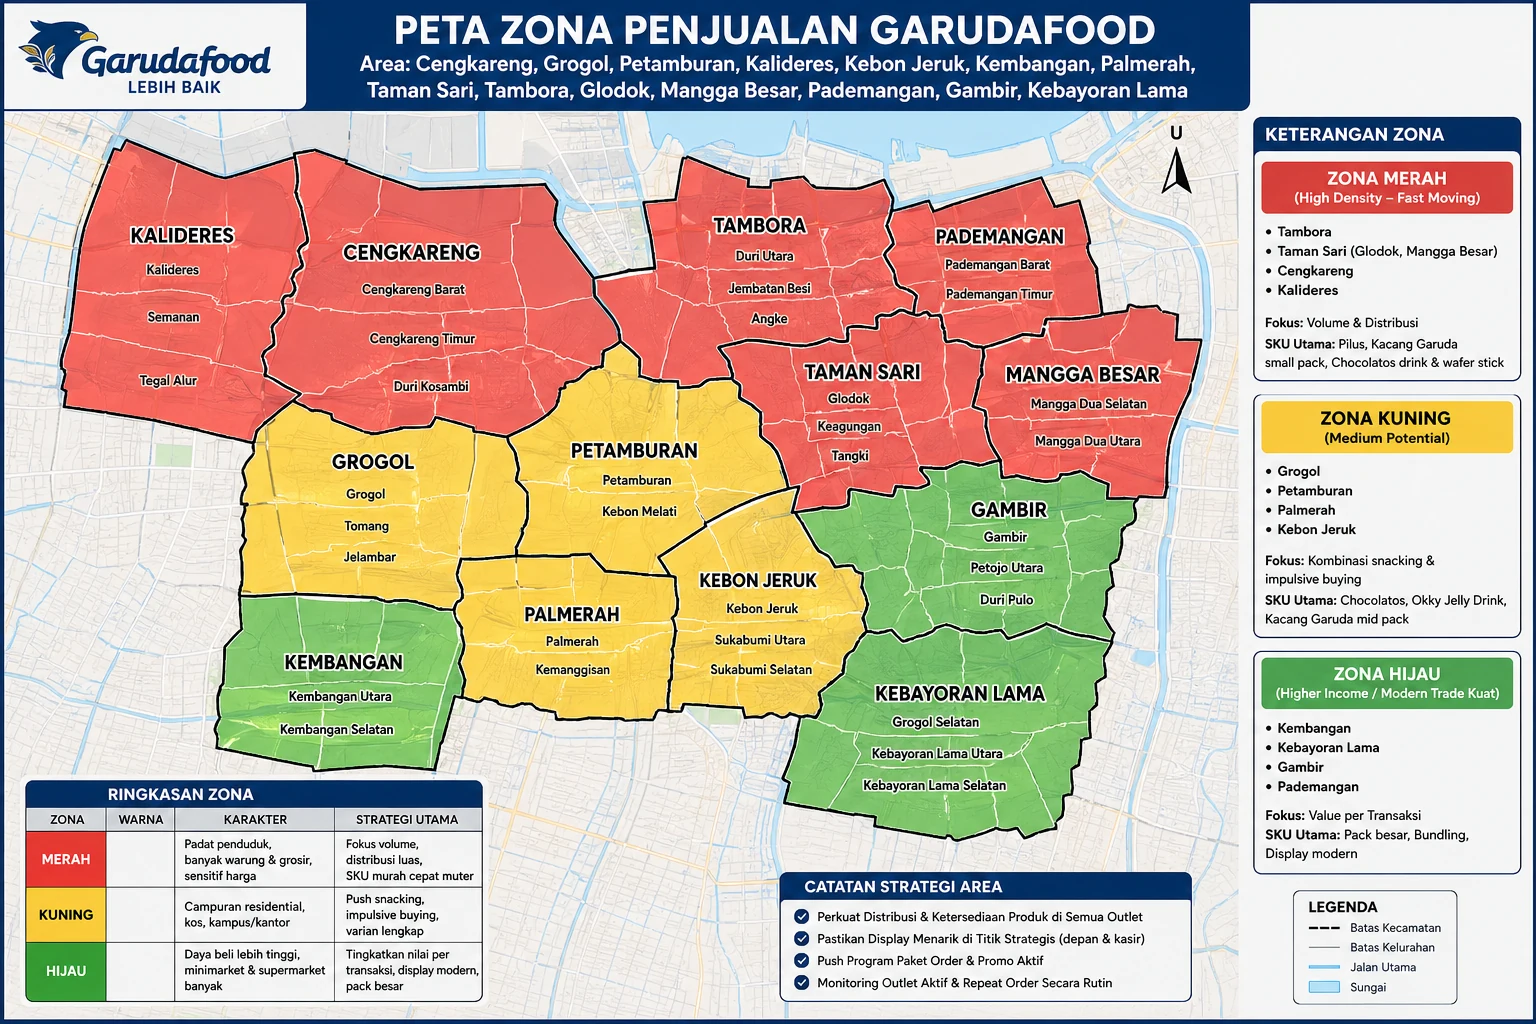 Garudafood
LEBIH BAIK
PETA ZONA PENJUALAN GARUDAFOOD
Area: Cengkareng, Grogol, Petamburan, Kalideres, Kebon Jeruk, Kembangan, Palmerah,
Taman Sari, Tambora, Glodok, Mangga Besar, Pademangan, Gambir, Kebayoran Lama
U
KALIDERES
Kalideres
Semanan
Tegal Alur
CENGKARENG
Cengkareng Barat
Cengkareng Timur
Duri Kosambi
TAMBORA
Duri Utara
Jembatan Besi
Angke
PADEMANGAN
Pademangan Barat
Pademangan Timur
TAMAN SARI
Glodok
Keagungan
Tangki
MANGGA BESAR
Mangga Dua Selatan
Mangga Dua Utara
GROGOL
Grogol
Tomang
Jelambar
PETAMBURAN
Petamburan
Kebon Melati
GAMBIR
Gambir
Petojo Utara
Duri Pulo
KEBON JERUK
Kebon Jeruk
Sukabumi Utara
Sukabumi Selatan
PALMERAH
Palmerah
Kemanggisan
KEMBANGAN
Kembangan Utara
Kembangan Selatan
KEBAYORAN LAMA
Grogol Selatan
Kebayoran Lama Utara
Kebayoran Lama Selatan
KETERANGAN ZONA
ZONA MERAH
(High Density – Fast Moving)
• Tambora
• Taman Sari (Glodok, Mangga Besar)
• Cengkareng
• Kalideres
Fokus: Volume & Distribusi
SKU Utama: Pilus, Kacang Garuda
small pack, Chocolatos drink & wafer stick
ZONA KUNING
(Medium Potential)
• Grogol
• Petamburan
• Palmerah
• Kebon Jeruk
Fokus: Kombinasi snacking &
impulsive buying
SKU Utama: Chocolatos, Okky Jelly Drink,
Kacang Garuda mid pack
ZONA HIJAU
(Higher Income / Modern Trade Kuat)
• Kembangan
• Kebayoran Lama
• Gambir
• Pademangan
Fokus: Value per Transaksi
SKU Utama: Pack besar, Bundling,
Display modern
LEGENDA
Batas Kecamatan
Batas Kelurahan
Jalan Utama
Sungai
RINGKASAN ZONA
ZONA WARNA KARAKTER STRATEGI UTAMA
MERAH
Padat penduduk,
banyak warung & grosir,
sensitif harga
Fokus volume,
distribusi luas,
SKU murah cepat muter
KUNING
Campuran residential,
kos, kampus/kantor
Push snacking,
impulsive buying,
varian lengkap
HIJAU
Daya beli lebih tinggi,
minimarket & supermarket
banyak
Tingkatkan nilai per
transaksi, display modern,
pack besar
CATATAN STRATEGI AREA
Perkuat Distribusi & Ketersediaan Produk di Semua Outlet
Pastikan Display Menarik di Titik Strategis (depan & kasir)
Push Program Paket Order & Promo Aktif
Monitoring Outlet Aktif & Repeat Order Secara Rutin